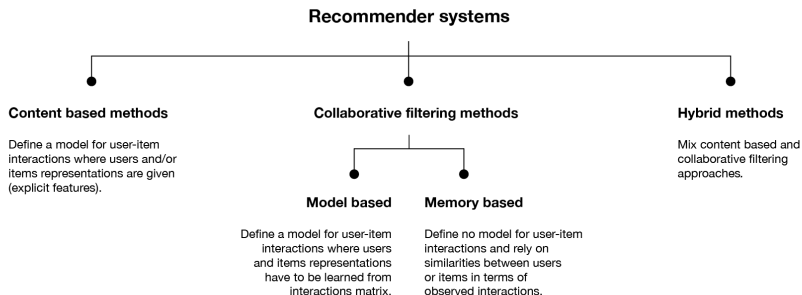 Recommender systems
Content based methods
Define a model for user-item
interactions where users and/or
items representations are given
(explicit features).
Collaborative filtering methods
Model based
Define a model for user-item
interactions where users
and items representations
have to be learned from
interactions matrix.
Memory based
Define no model for user-item
interactions and rely on
similarities between users
or items in terms of
observed interactions.
Hybrid methods
Mix content based and
collaborative filtering
approaches.